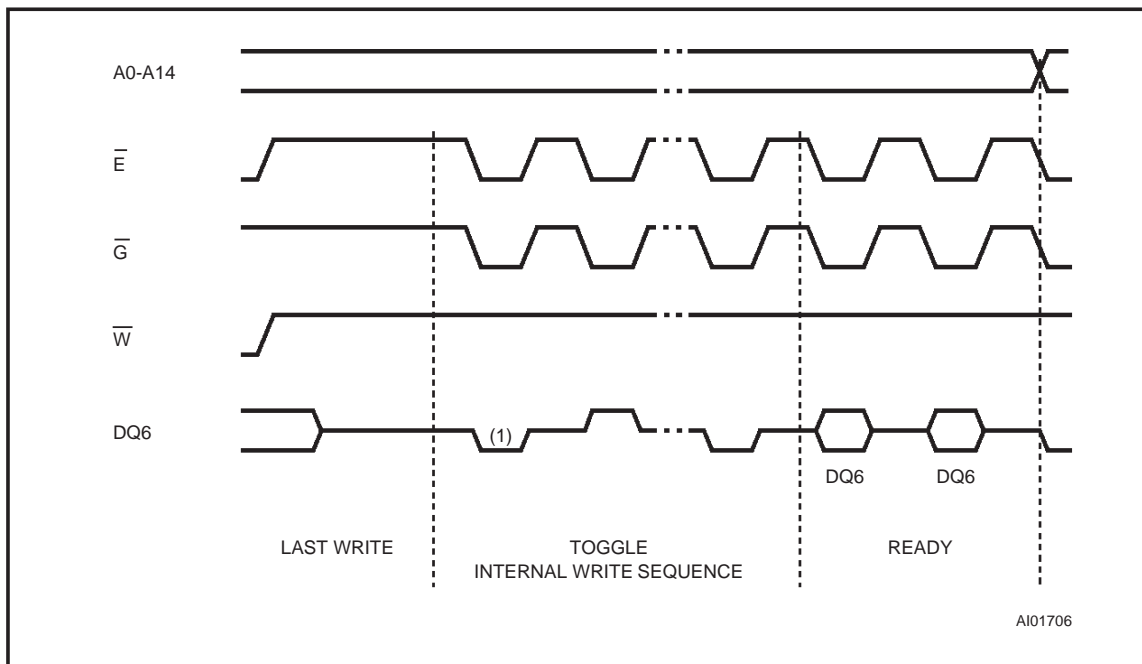 A0-A14
E
G
W
DQ6
(1)
DQ6 DQ6
LAST WRITE TOGGLE READY
INTERNAL WRITE SEQUENCE
AI01706